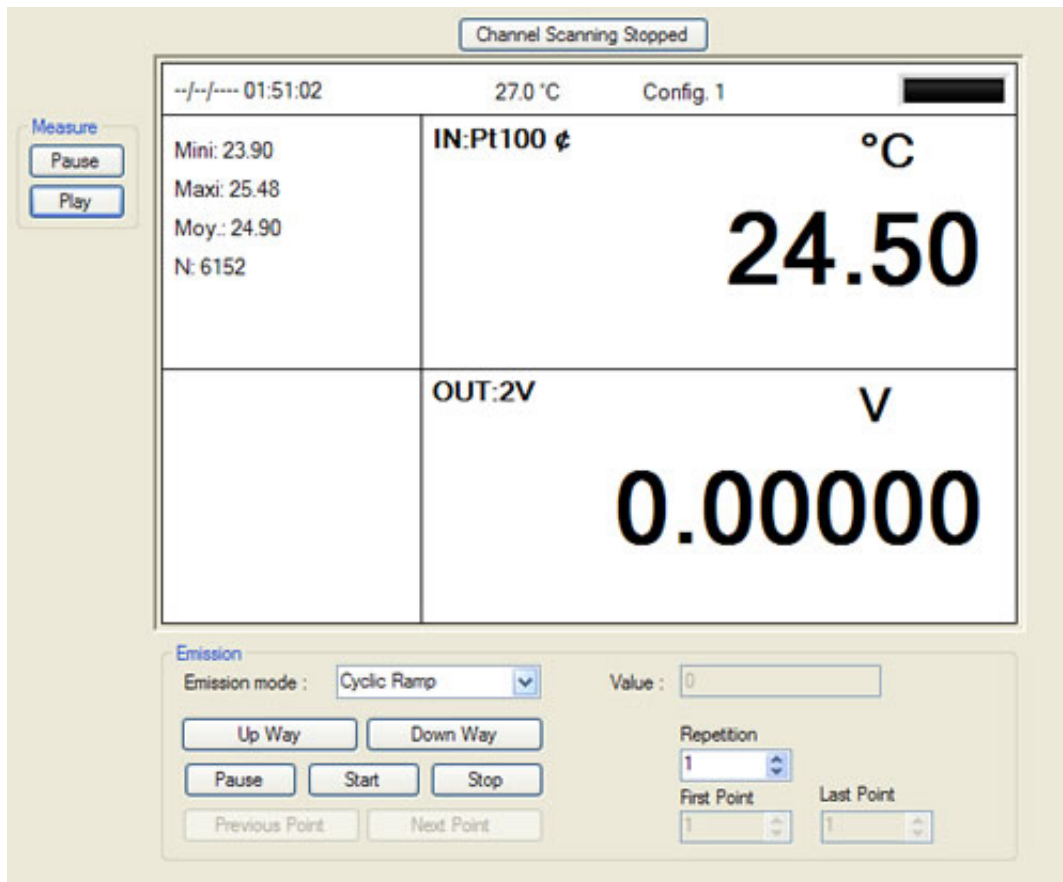 Channel Scanning Stopped
--/--/---- 01:51:02 27.0 °C Config. 1
Measure
Pause
Play
Mini: 23.90
Maxi: 25.48
Moy.: 24.90
N: 6152
IN:Pt100 ¢ °C
24.50
OUT:2V V
0.00000
Emission
Emission mode : Cyclic Ramp Value : 0
Up Way Down Way
Repetition
1
Pause Start Stop
First Point Last Point
Previous Point Next Point 1 1